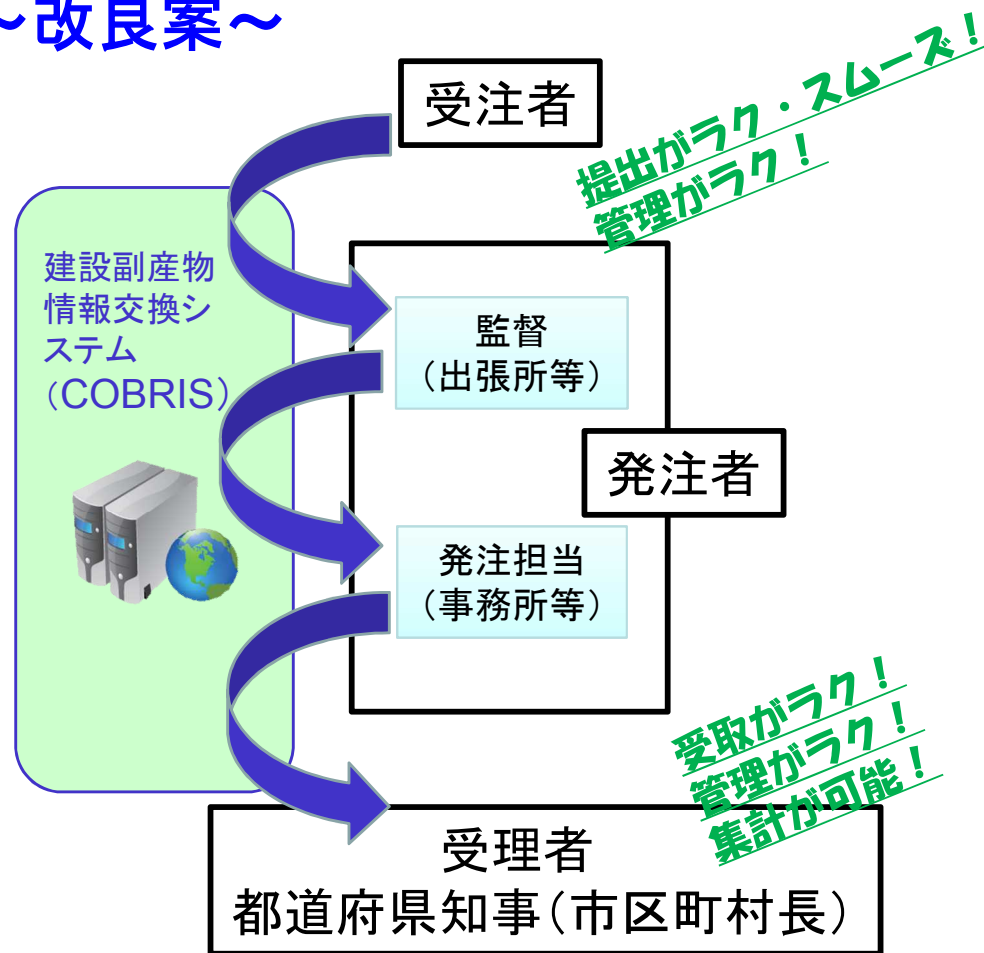 ～改良案～
受注者
提出がラク・スムーズ！
管理がラク！
建設副産物
情報交換シ
ステム
（COBRIS）
監督
（出張所等）
発注者
発注担当
（事務所等）
受取がラク！
管理がラク！
集計が可能！
受理者
都道府県知事（市区町村長）